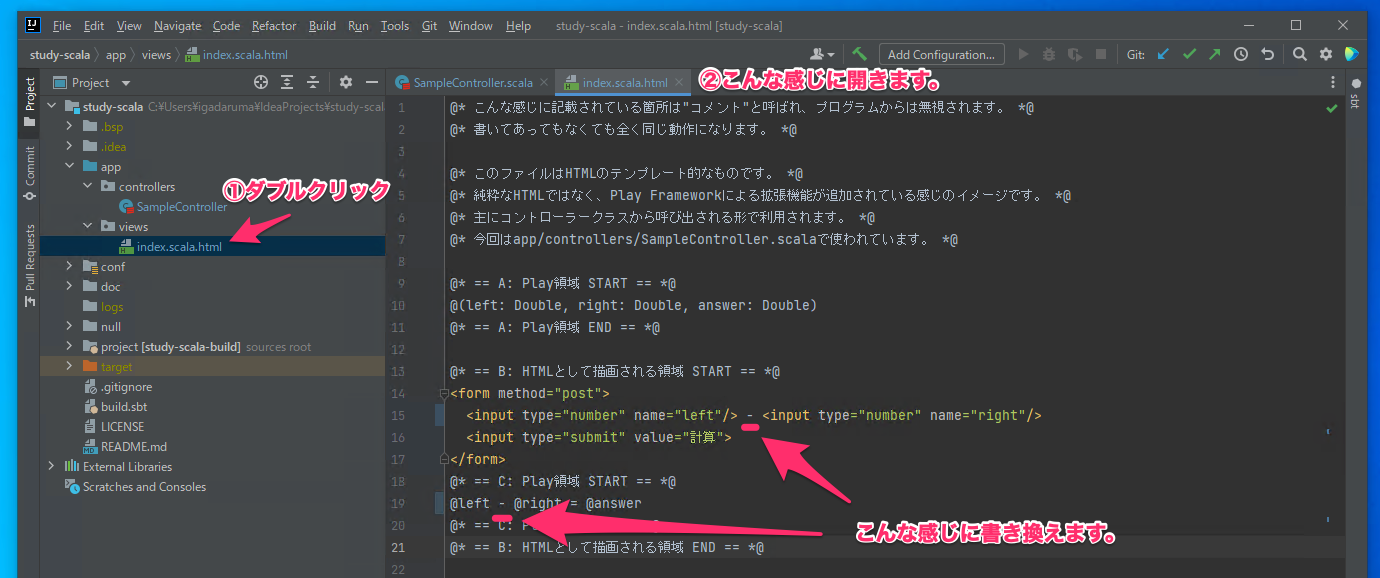 File Edit View Navigate Code Refactor Build Run Tools Git Window Help study-scala - index.scala.html [study-scala]
study-scala app views index.scala.html Add Configuration... Git:
Project
SampleController.scala index.scala.html
②こんな感じに開きます。
Project
Commit
Pull Requests
sbt
study-scala C:¥Users¥igadaruma¥IdeaProjects¥study-scal
.bsp
.idea
app
controllers
SampleController
views
index.scala.html
conf
doc
logs
null
project [study-scala-build] sources root
target
.gitignore
build.sbt
LICENSE
README.md
External Libraries
Scratches and Consoles
①ダブルクリック
1 @* こんな感じに記載されている箇所は"コメント"と呼ばれ、プログラムからは無視されます。 *@
2 @* 書いてあってもなくても全く同じ動作になります。 *@
3
4 @* このファイルはHTMLのテンプレート的なものです。 *@
5 @* 純粋なHTMLではなく、Play Frameworkによる拡張機能が追加されている感じのイメージです。 *@
6 @* 主にコントローラークラスから呼び出される形で利用されます。 *@
7 @* 今回はapp/controllers/SampleController.scalaで使われています。 *@
8
9 @* == A: Play領域 START == *@
10 @(left: Double, right: Double, answer: Double)
11 @* == A: Play領域 END == *@
12
13 @* == B: HTMLとして描画される領域 START == *@
14 <form method="post">
15 <input type="number" name="left"/> - <input type="number" name="right"/>
16 <input type="submit" value="計算">
17 </form>
18 @* == C: Play領域 START == *@
19 @left - @right = @answer
20 @* == C:
21 @* == B: HTMLとして描画される領域 END == *@
22
こんな感じに書き換えます。